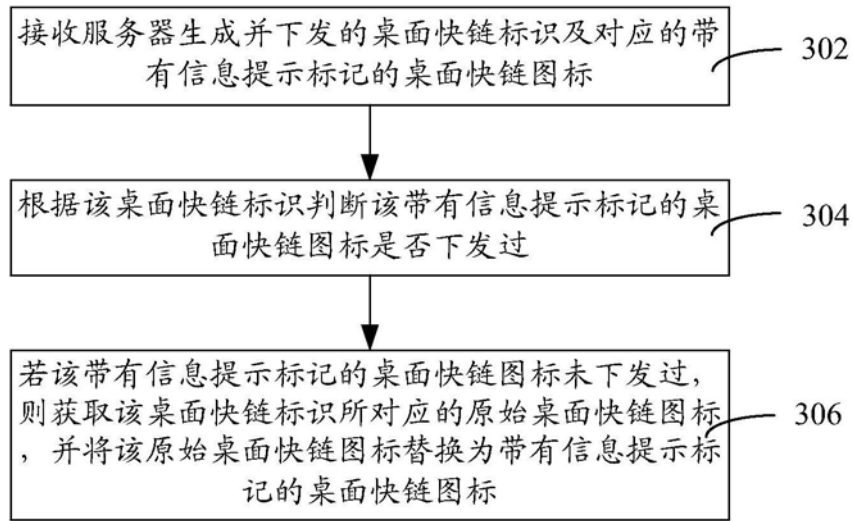 接收服务器生成并下发的桌面快链标识及对应的带
有信息提示标记的桌面快链图标
302
根据该桌面快链标识判断该带有信息提示标记的桌
面快链图标是否下发过
304
若该带有信息提示标记的桌面快链图标未下发过,
则获取该桌面快链标识所对应的原始桌面快链图标
,并将该原始桌面快链图标替换为带有信息提示标
记的桌面快链图标
306